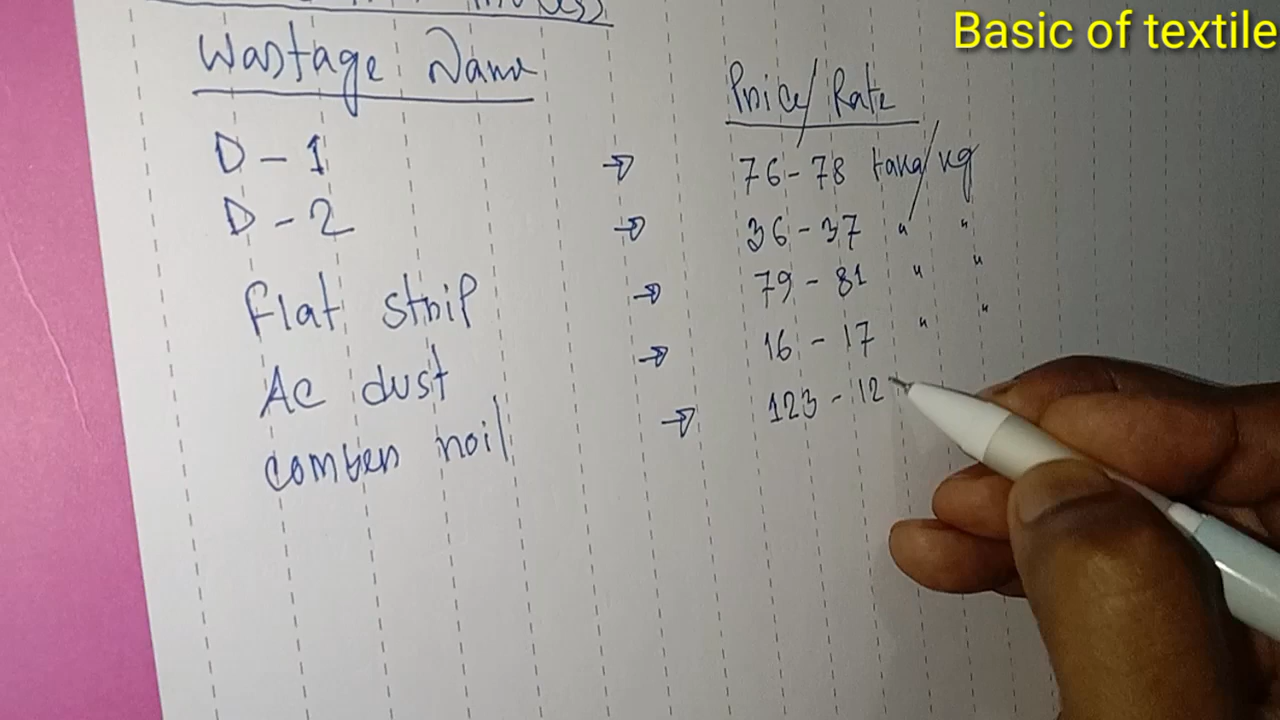 Basic of textile
Wastage Name
Price/Rate
D - 1 → 76 - 78 taka/kg
D - 2 → 36 - 37 " "
Flat strip → 79 - 81 " "
AC dust → 16 - 17 " "
comber noil → 123 - 12